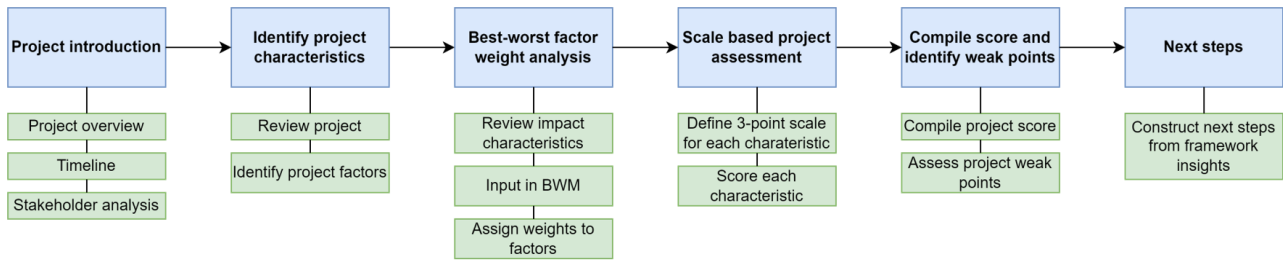 Project introduction
Project overview
Timeline
Stakeholder analysis
Identify project
characteristics
Review project
Identify project factors
Best-worst factor
weight analysis
Review impact
characteristics
Input in BWM
Assign weights to
factors
Scale based project
assessment
Define 3-point scale
for each charateristic
Score each
characteristic
Compile score and
identify weak points
Compile project score
Assess project weak
points
Next steps
Construct next steps
from framework
insights